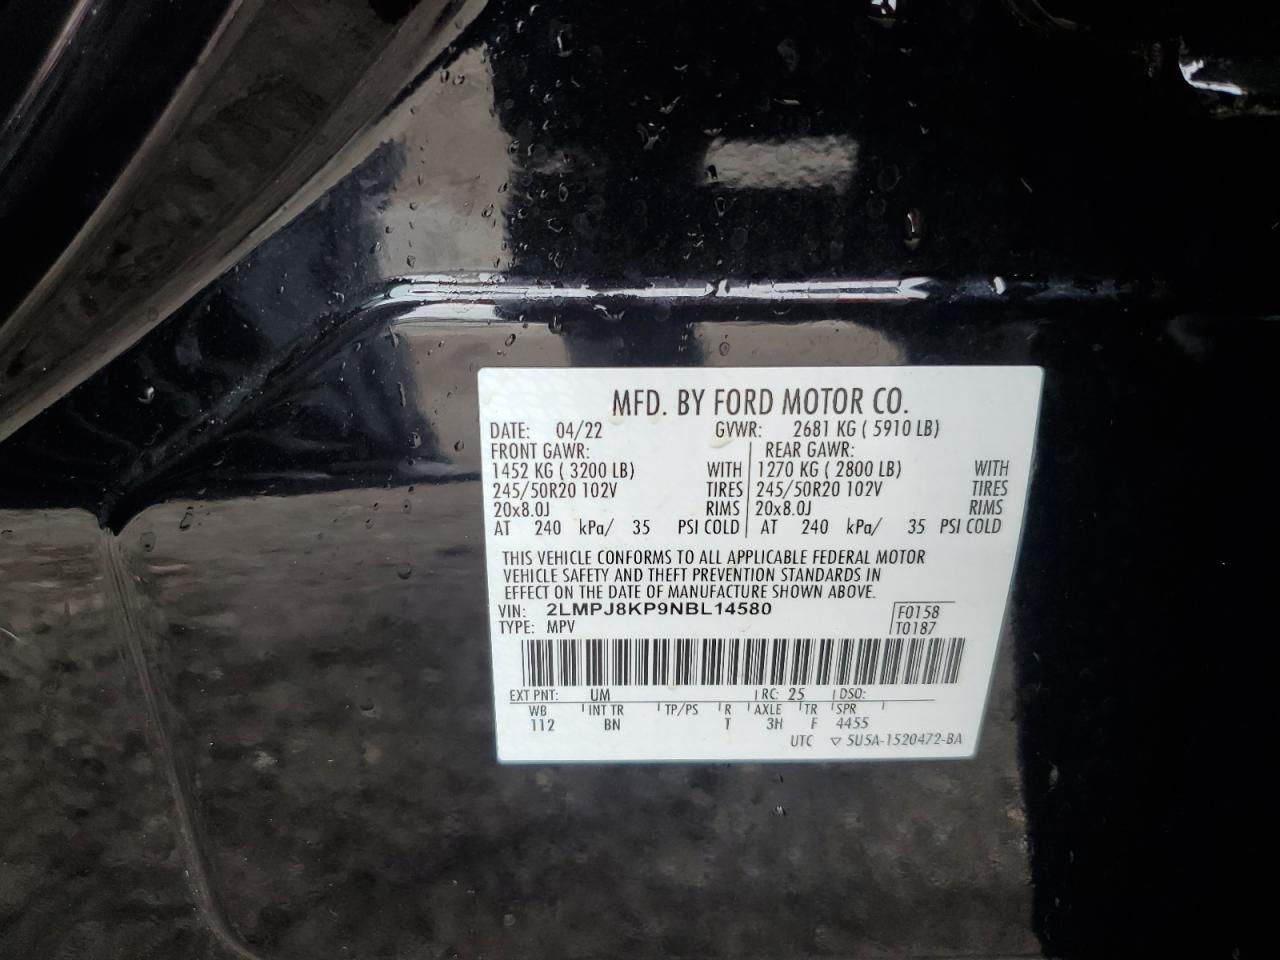 MFD. BY FORD MOTOR CO.
DATE: 04/22 GVWR: 2681 KG ( 5910 LB)
FRONT GAWR: REAR GAWR:
1452 KG ( 3200 LB) WITH 1270 KG ( 2800 LB) WITH
245/50R20 102V TIRES 245/50R20 102V TIRES
20x8.0J RIMS 20x8.0J RIMS
AT 240 kPa/ 35 PSI COLD AT 240 kPa/ 35 PSI COLD
THIS VEHICLE CONFORMS TO ALL APPLICABLE FEDERAL MOTOR
VEHICLE SAFETY AND THEFT PREVENTION STANDARDS IN
EFFECT ON THE DATE OF MANUFACTURE SHOWN ABOVE.
VIN: 2LMPJ8KP9NBL14580 F0158
TYPE: MPV T0187
EXT PNT: UM RC: 25 DSO:
WB INT TR TP/PS R AXLE TR SPR
112 BN T 3H F 4455
UTC ▽ 5U5A-1520472-BA